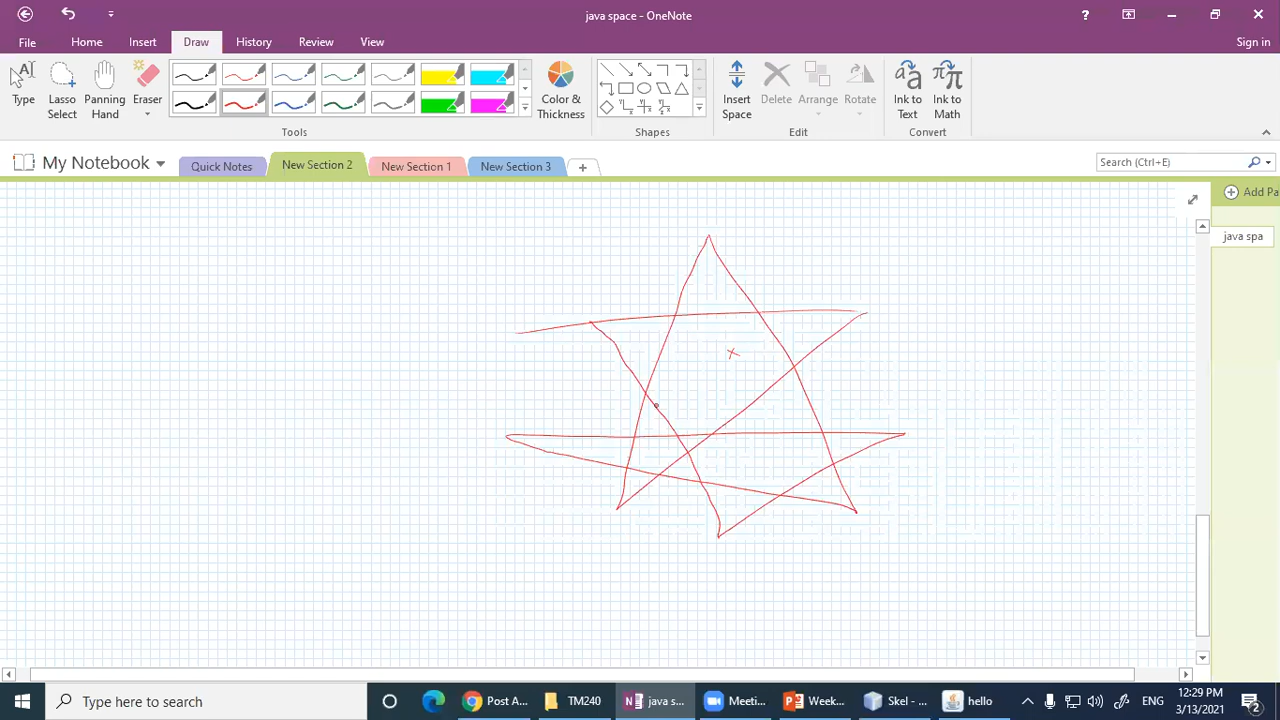 java space - OneNote
?
File
Home
Insert
Draw
History
Review
View
Sign in
Type
Lasso Select
Panning Hand
Eraser
Color & Thickness
Insert Space
Delete
Arrange
Rotate
Ink to Text
Ink to Math
Tools
Shapes
Edit
Convert
My Notebook
Quick Notes
New Section 2
New Section 1
New Section 3
Search (Ctrl+E)
Add Pa
java spa
Type here to search
Post A...
TM240
java s...
Meeti...
Week...
Skel - ...
hello
ENG
12:29 PM
3/13/2021
2